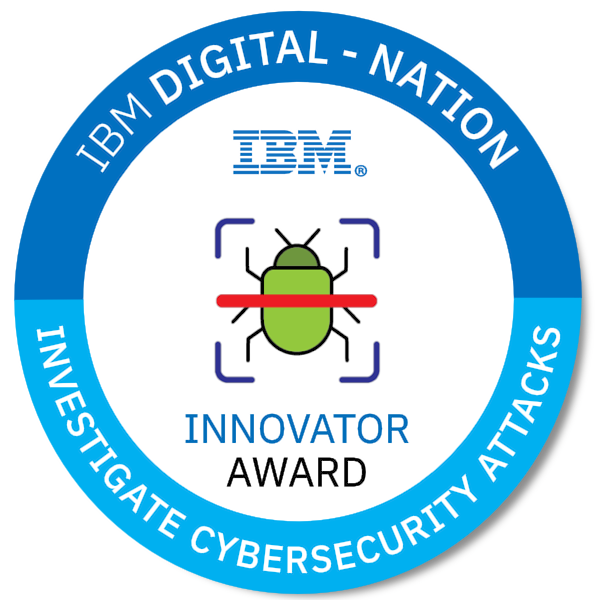 IBM DIGITAL - NATION
IBM®
INNOVATOR
AWARD
INVESTIGATE CYBERSECURITY ATTACKS